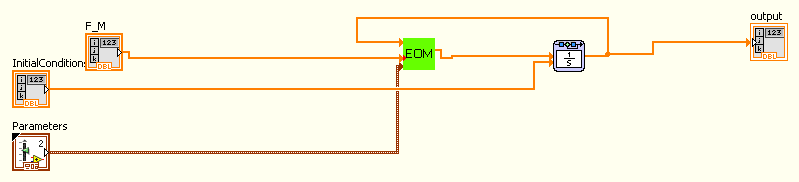 output
F_M
123
DBL
InitialConditions
123
DBL
EOM
1
S
123
DBL
Parameters
2